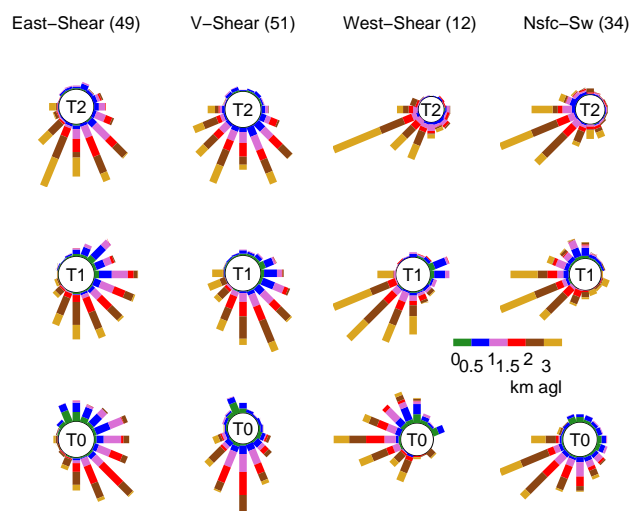 East−Shear (49) V−Shear (51) West−Shear (12) Nsfc−Sw (34)
T2 T2 T2 T2
T1 T1 T1 T1
0 0.5 1 1.5 2 3
km agl
T0 T0 T0 T0